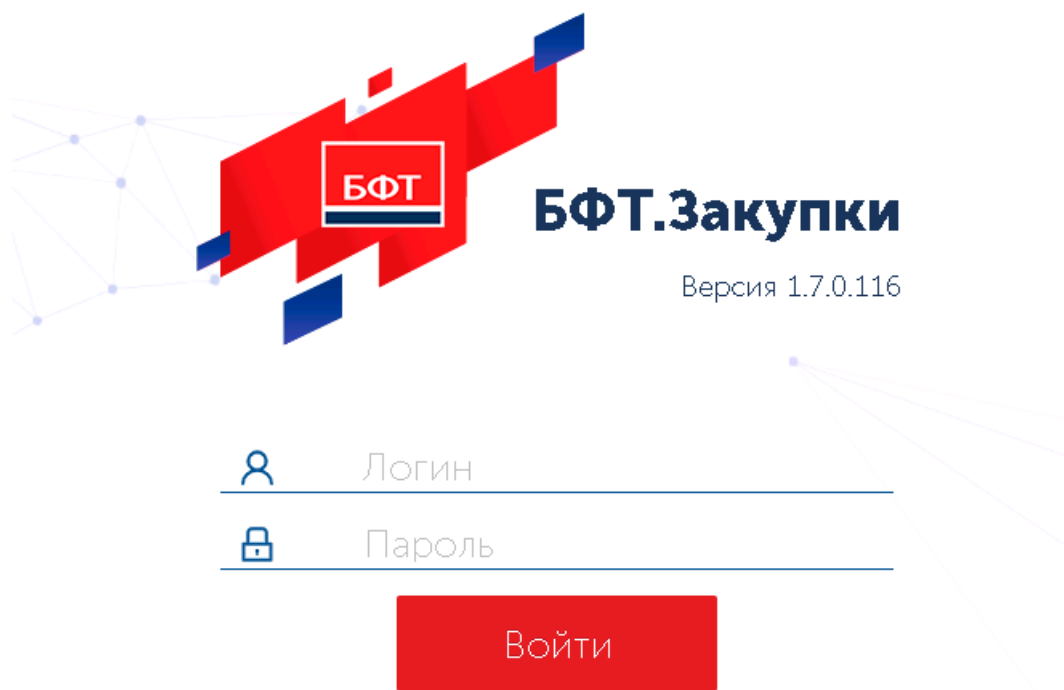 БФТ
БФТ.Закупки
Версия 1.7.0.116
Логин
Пароль
Войти